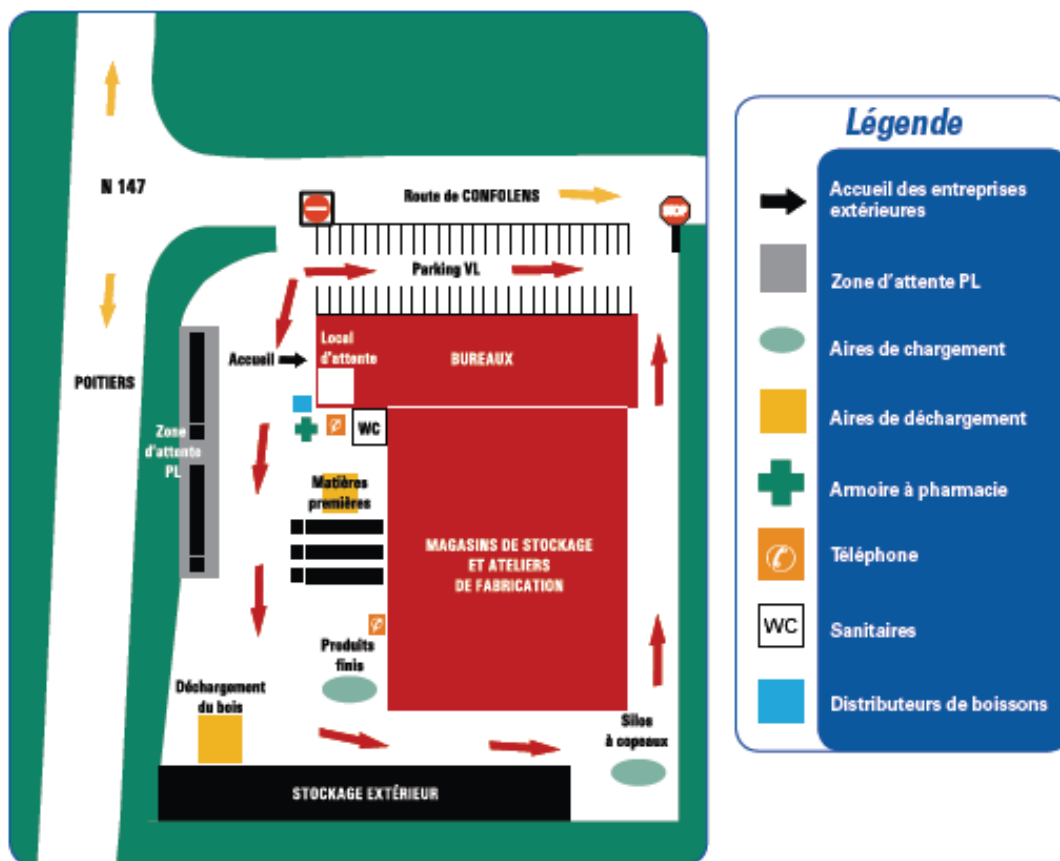 N 147
Route de CONFOLENS
STOP
Parking VL
Accueil
Local
d'attente
BUREAUX
POITIERS
Zone
d'attente
PL
WC
Matières
premières
MAGASINS DE STOCKAGE
ET ATELIERS
DE FABRICATION
Produits
finis
Déchargement
du bois
Silos
à copeaux
STOCKAGE EXTÉRIEUR
Légende
Accueil des entreprises
extérieures
Zone d'attente PL
Aires de chargement
Aires de déchargement
Armoire à pharmacie
Téléphone
WC
Sanitaires
Distributeurs de boissons